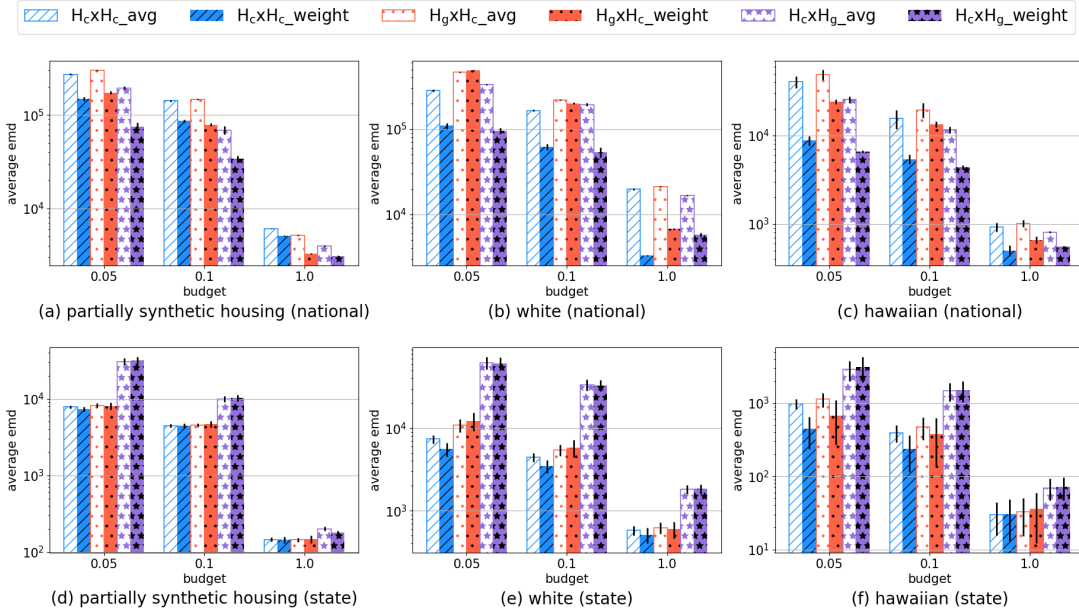 HcxHc_avg HcxHc_weight HgxHc_avg HgxHc_weight HcxHg_avg HcxHg_weight
average emd
10^5
10^4
0.05 0.1 1.0
budget
(a) partially synthetic housing (national)
average emd
10^5
10^4
0.05 0.1 1.0
budget
(b) white (national)
average emd
10^4
10^3
0.05 0.1 1.0
budget
(c) hawaiian (national)
average emd
10^4
10^3
10^2
0.05 0.1 1.0
budget
(d) partially synthetic housing (state)
average emd
10^4
10^3
0.05 0.1 1.0
budget
(e) white (state)
average emd
10^3
10^2
10^1
0.05 0.1 1.0
budget
(f) hawaiian (state)